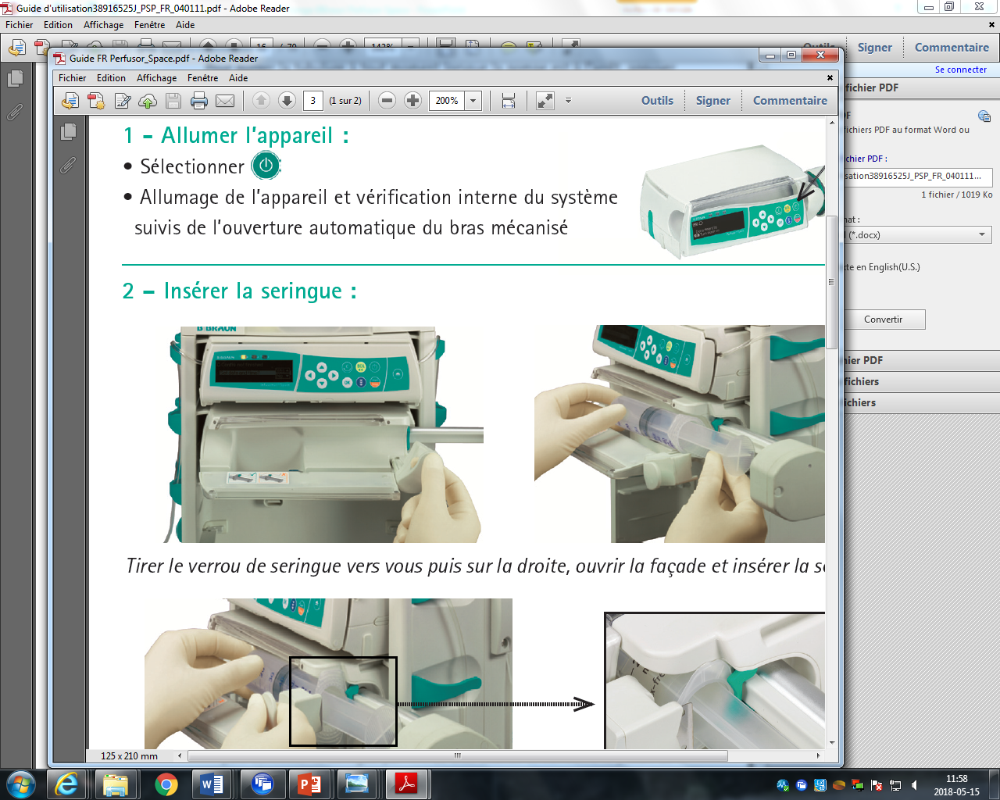 Guide d'utilisation38916525J_PSP_FR_040111.pdf - Adobe Reader
Fichier Edition Affichage Fenêtre Aide
Signer Commentaire
Guide FR Perfusor_Space.pdf - Adobe Reader
Fichier Edition Affichage Fenêtre Aide
3 (1 sur 2) 200% Outils Signer Commentaire
Se connecter
fichier PDF
fichiers PDF au format Word ou
chier PDF :
isation38916525J_PSP_FR_040111...
1 fichier / 1019 Ko
nat :
l (*.docx)
xte en English(U.S.)
Convertir
hier PDF
fichiers
fichiers
1 – Allumer l'appareil :
• Sélectionner
• Allumage de l'appareil et vérification interne du système
suivis de l'ouverture automatique du bras mécanisé
2 – Insérer la seringue :
B BRAUN
OK
Tirer le verrou de seringue vers vous puis sur la droite, ouvrir la façade et insérer la se
125 x 210 mm
11:58
2018-05-15